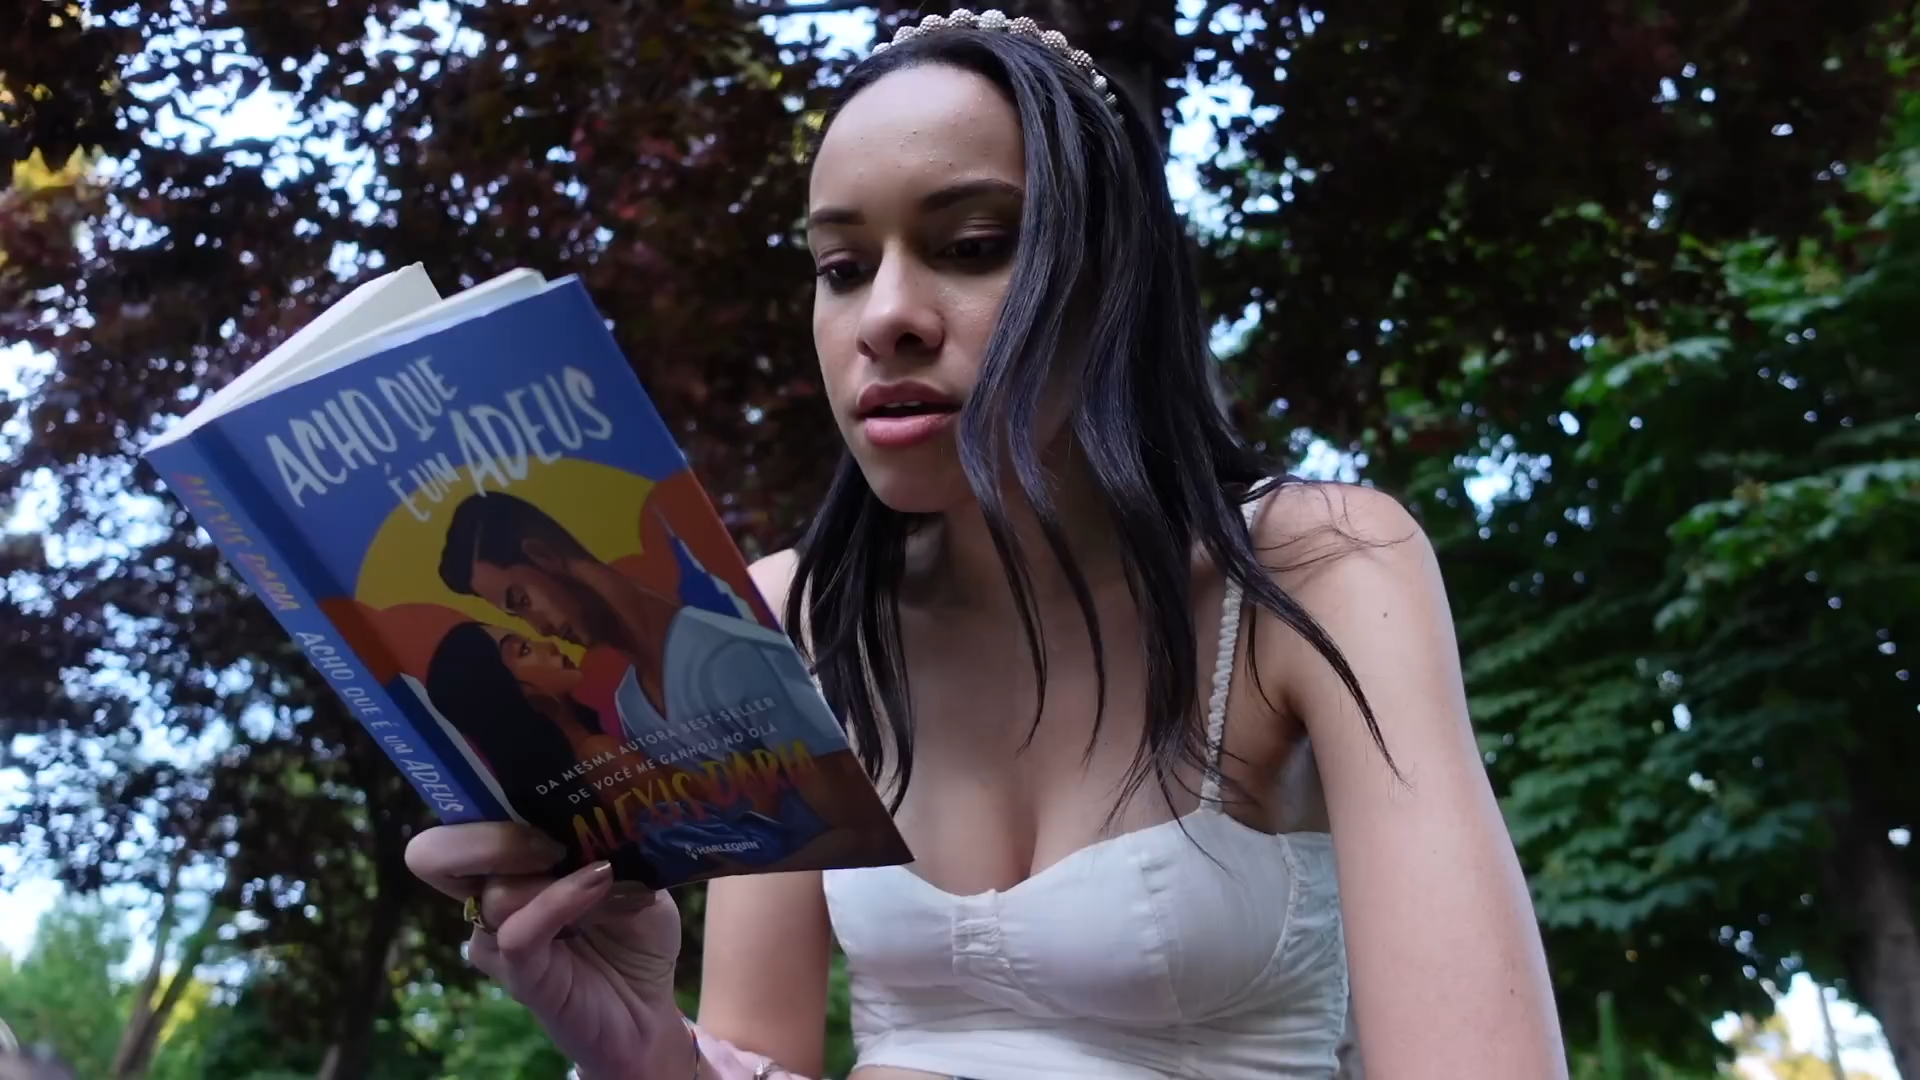 ACHO QUE
É UM ADEUS
DA MESMA AUTORA BEST-SELLER
DE VOCÊ ME GANHOU NO OLÁ
ALEXIS DARIA
HARLEQUIN
ALEXIS DARIA ACHO QUE É UM ADEUS